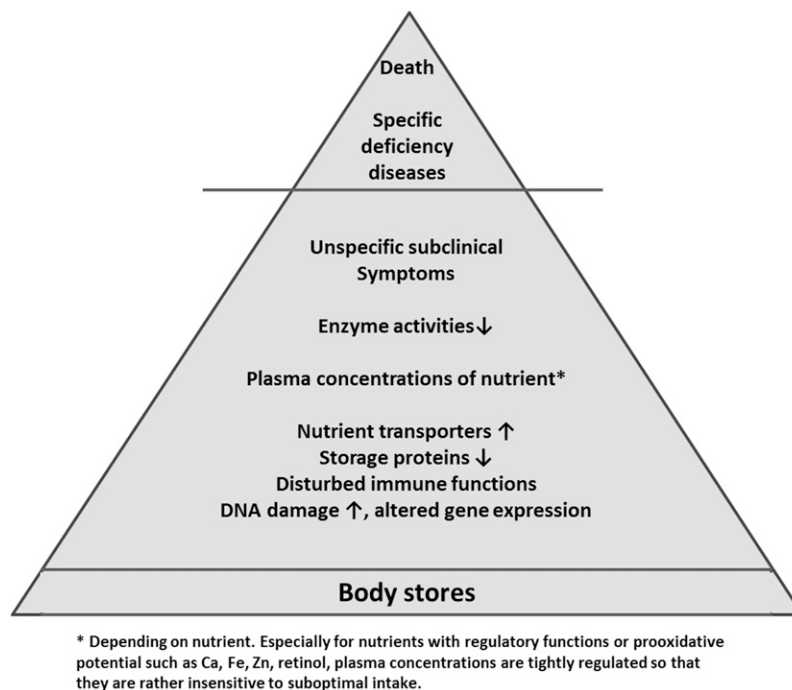 Death
Specific
deficiency
diseases
Unspecific subclinical
Symptoms
Enzyme activities↓
Plasma concentrations of nutrient*
Nutrient transporters ↑
Storage proteins ↓
Disturbed immune functions
DNA damage ↑, altered gene expression
Body stores
* Depending on nutrient. Especially for nutrients with regulatory functions or prooxidative
potential such as Ca, Fe, Zn, retinol, plasma concentrations are tightly regulated so that
they are rather insensitive to suboptimal intake.